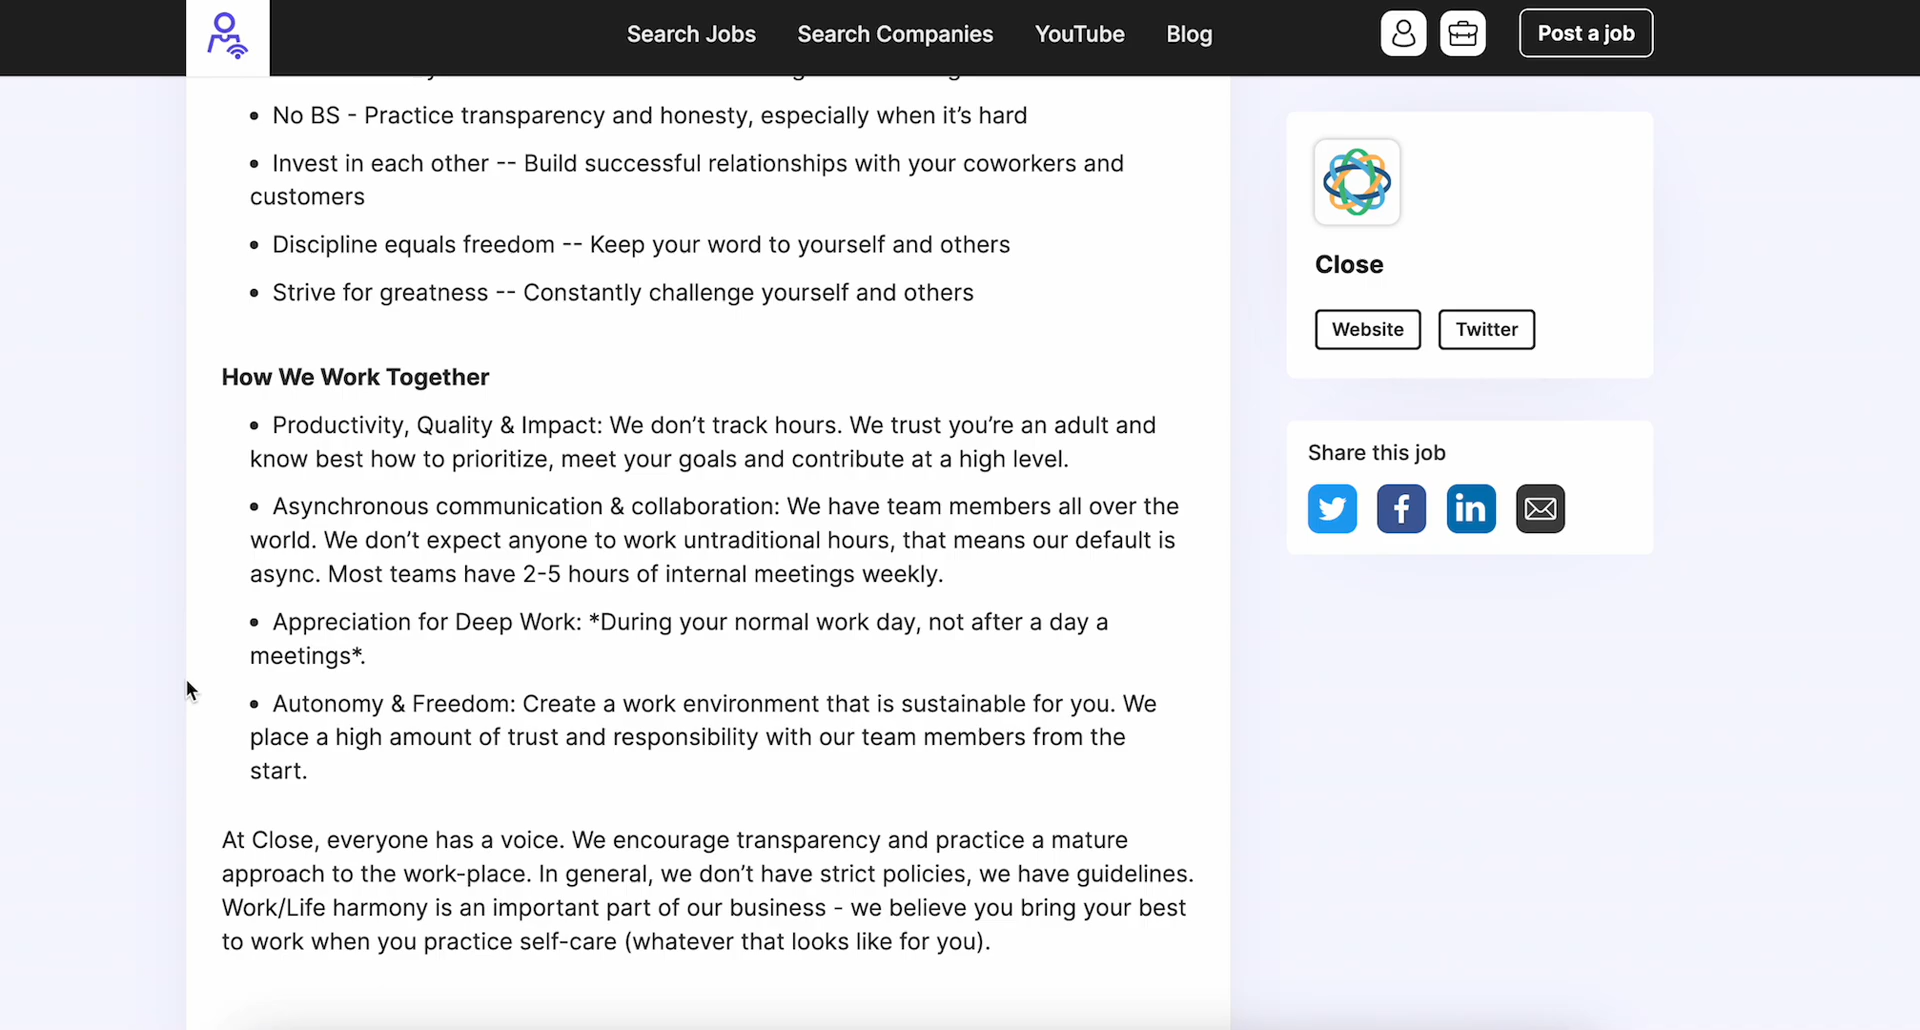 Search Jobs
Search Companies
YouTube
Blog
Post a job
• No BS - Practice transparency and honesty, especially when it’s hard
• Invest in each other -- Build successful relationships with your coworkers and
customers
• Discipline equals freedom -- Keep your word to yourself and others
• Strive for greatness -- Constantly challenge yourself and others
How We Work Together
• Productivity, Quality & Impact: We don’t track hours. We trust you’re an adult and
know best how to prioritize, meet your goals and contribute at a high level.
• Asynchronous communication & collaboration: We have team members all over the
world. We don’t expect anyone to work untraditional hours, that means our default is
async. Most teams have 2-5 hours of internal meetings weekly.
• Appreciation for Deep Work: *During your normal work day, not after a day a
meetings*.
• Autonomy & Freedom: Create a work environment that is sustainable for you. We
place a high amount of trust and responsibility with our team members from the
start.
At Close, everyone has a voice. We encourage transparency and practice a mature
approach to the work-place. In general, we don’t have strict policies, we have guidelines.
Work/Life harmony is an important part of our business - we believe you bring your best
to work when you practice self-care (whatever that looks like for you).
Close
Website
Twitter
Share this job